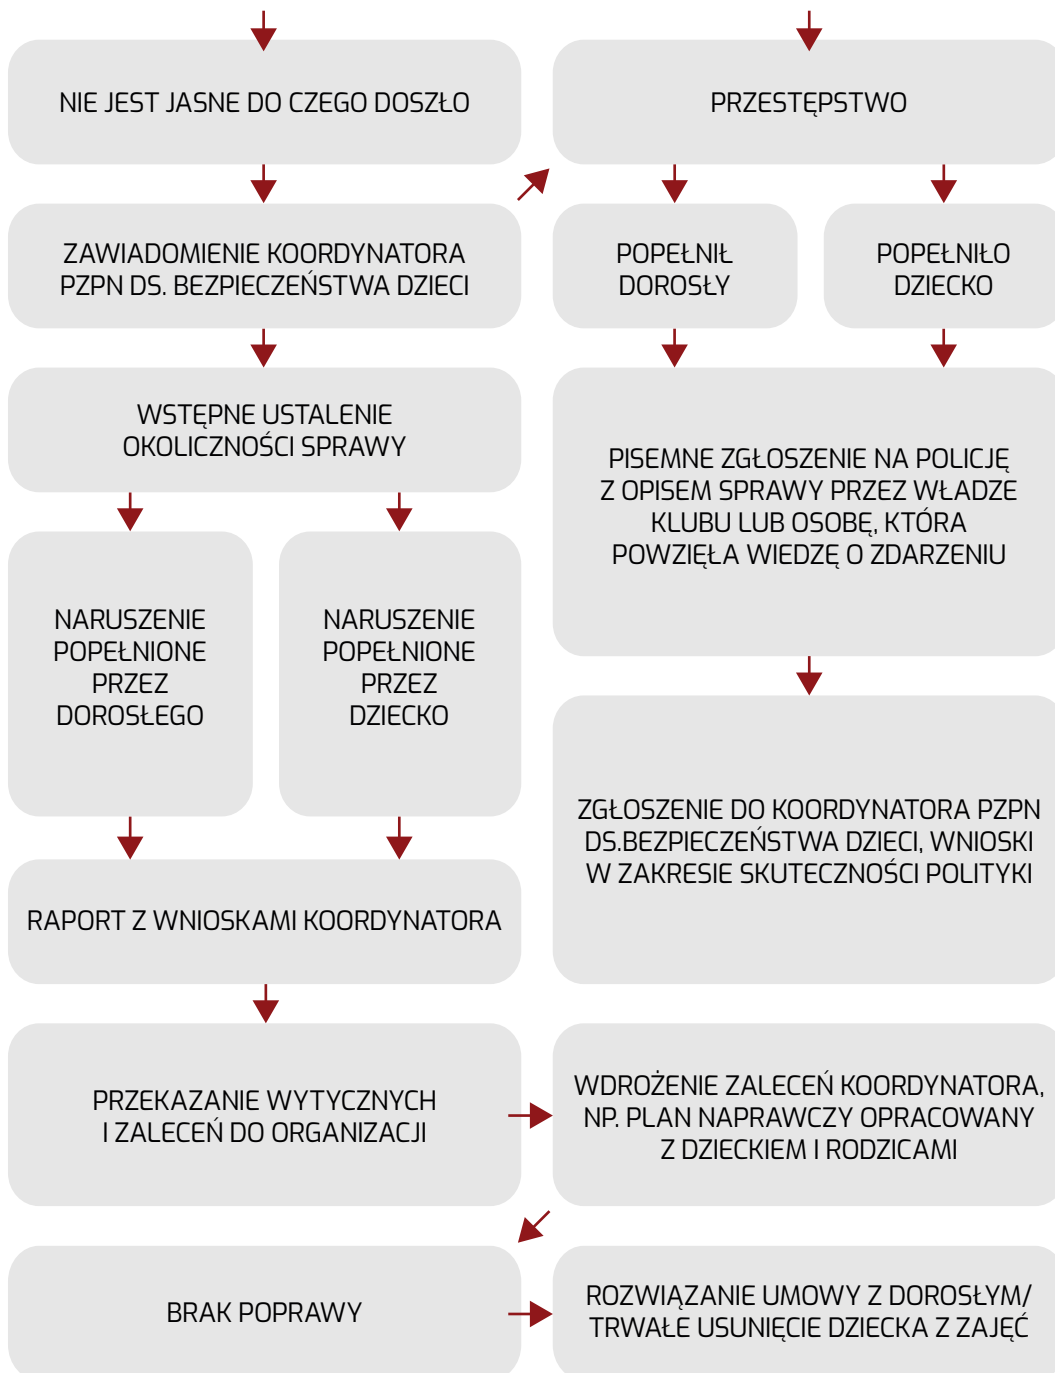 NIE JEST JASNE DO CZEGO DOSZŁO
PRZESTĘPSTWO
ZAWIADOMIENIE KOORDYNATORA
PZPN DS. BEZPIECZEŃSTWA DZIECI
POPEŁNIŁ
DOROSŁY
POPEŁNIŁO
DZIECKO
WSTĘPNE USTALENIE
OKOLICZNOŚCI SPRAWY
PISEMNE ZGŁOSZENIE NA POLICJĘ
Z OPISEM SPRAWY PRZEZ WŁADZE
KLUBU LUB OSOBĘ, KTÓRA
POWZIĘŁA WIEDZĘ O ZDARZENIU
NARUSZENIE
POPEŁNIONE
PRZEZ
DOROSŁEGO
NARUSZENIE
POPEŁNIONE
PRZEZ
DZIECKO
ZGŁOSZENIE DO KOORDYNATORA PZPN
DS.BEZPIECZEŃSTWA DZIECI, WNIOSKI
W ZAKRESIE SKUTECZNOŚCI POLITYKI
RAPORT Z WNIOSKAMI KOORDYNATORA
PRZEKAZANIE WYTYCZNYCH
I ZALECEŃ DO ORGANIZACJI
WDROŻENIE ZALECEŃ KOORDYNATORA,
NP. PLAN NAPRAWCZY OPRACOWANY
Z DZIECKIEM I RODZICAMI
BRAK POPRAWY
ROZWIĄZANIE UMOWY Z DOROSŁYM/
TRWAŁE USUNIĘCIE DZIECKA Z ZAJĘĆ